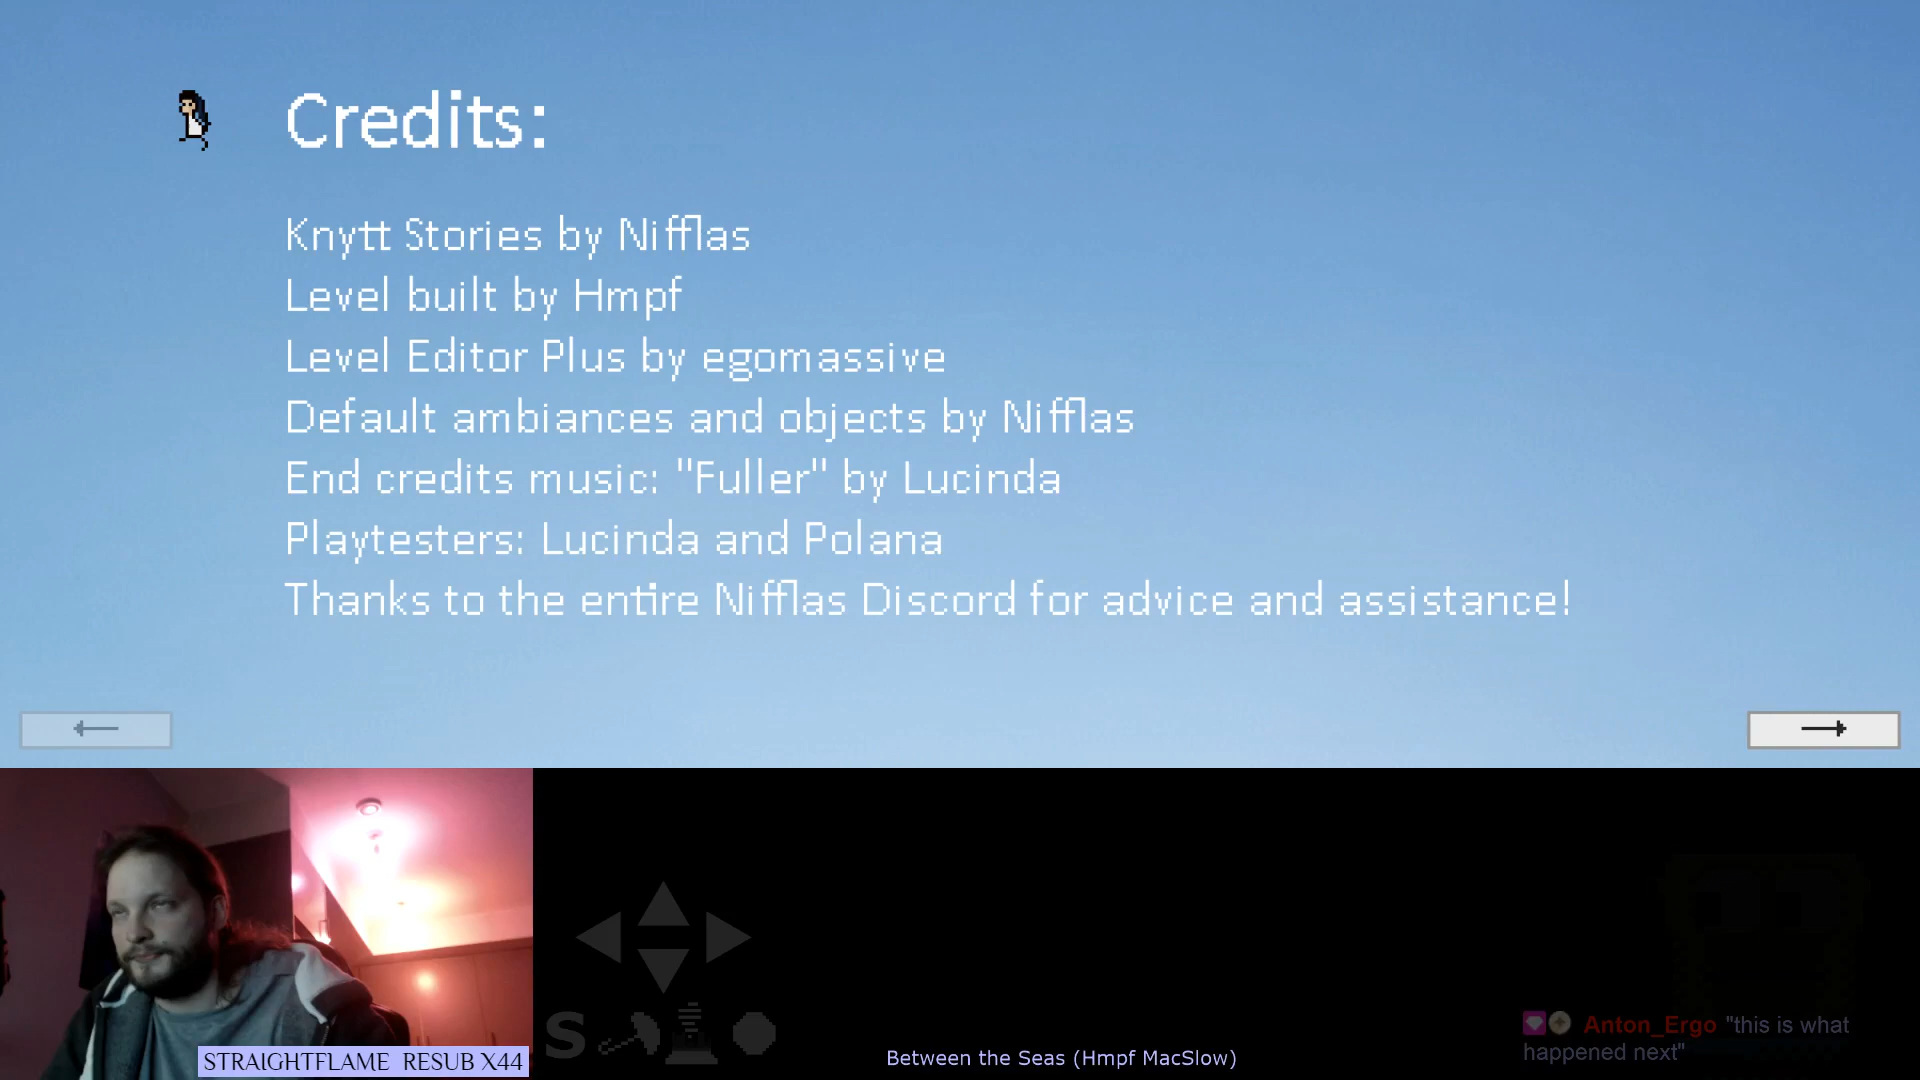 Credits:
Knytt Stories by Nifflas
Level built by Hmpf
Level Editor Plus by egomassive
Default ambiances and objects by Nifflas
End credits music: "Fuller" by Lucinda
Playtesters: Lucinda and Polana
Thanks to the entire Nifflas Discord for advice and assistance!
S
STRAIGHTFLAME RESUB X44
Between the Seas (Hmpf MacSlow)
Anton_Ergo "this is what
happened next"